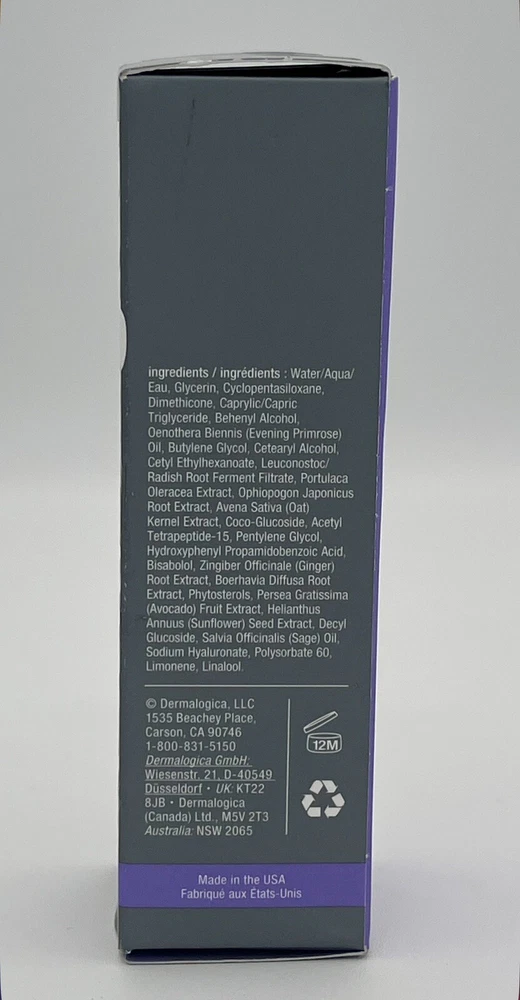 ingredients / ingrédients : Water/Aqua/
Eau, Glycerin, Cyclopentasiloxane,
Dimethicone, Caprylic/Capric
Triglyceride, Behenyl Alcohol,
Oenothera Biennis (Evening Primrose)
Oil, Butylene Glycol, Cetearyl Alcohol,
Cetyl Ethylhexanoate, Leuconostoc/
Radish Root Ferment Filtrate, Portulaca
Oleracea Extract, Ophiopogon Japonicus
Root Extract, Avena Sativa (Oat)
Kernel Extract, Coco-Glucoside, Acetyl
Tetrapeptide-15, Pentylene Glycol,
Hydroxyphenyl Propamidobenzoic Acid,
Bisabolol, Zingiber Officinale (Ginger)
Root Extract, Boerhavia Diffusa Root
Extract, Phytosterols, Persea Gratissima
(Avocado) Fruit Extract, Helianthus
Annuus (Sunflower) Seed Extract, Decyl
Glucoside, Salvia Officinalis (Sage) Oil,
Sodium Hyaluronate, Polysorbate 60,
Limonene, Linalool.
© Dermalogica, LLC
1535 Beachey Place,
Carson, CA 90746
1-800-831-5150
Dermalogica GmbH:
Wiesenstr. 21, D-40549
Düsseldorf • UK: KT22
8JB • Dermalogica
(Canada) Ltd., M5V 2T3
Australia: NSW 2065
12M
Made in the USA
Fabriqué aux États-Unis